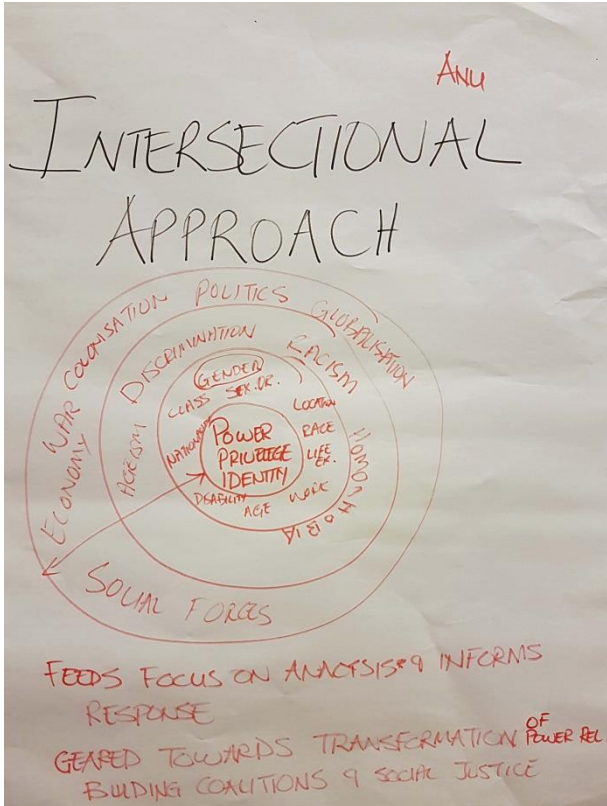 ANU
INTERSECTIONAL
APPROACH
WAR COLONISATION POLITICS GLOBALISATION
ECONOMY
SOCIAL FORCES
AGEISM DISCRIMINATION RACISM HOMOPHOBIA
GENDER
CLASS SEX.OR.
NATIONALITY
LOCATION
RACE
LIFE EX.
WORK
AGE
DISABILITY
POWER
PRIVILEGE
IDENTITY
FEEDS FOCUS ON ANALYSIS & INFORMS
RESPONSE
GEARED TOWARDS TRANSFORMATION OF POWER REL.
BUILDING COALITIONS & SOCIAL JUSTICE